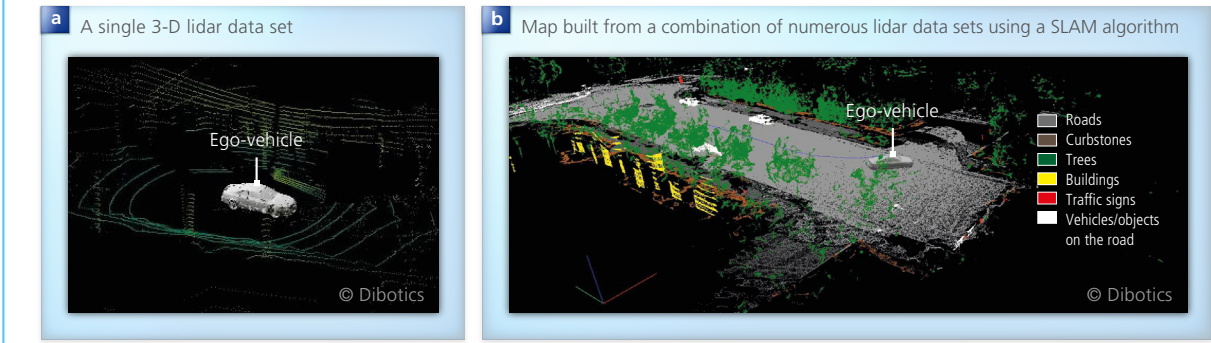 a A single 3-D lidar data set
Ego-vehicle
© Dibotics
b Map built from a combination of numerous lidar data sets using a SLAM algorithm
Ego-vehicle
Roads
Curbstones
Trees
Buildings
Traffic signs
Vehicles/objects
on the road
© Dibotics